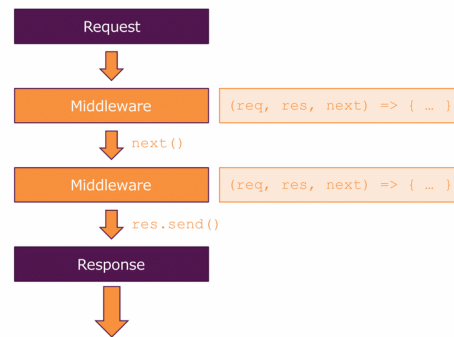 Request
Middleware
(req, res, next) => { … }
next()
Middleware
(req, res, next) => { … }
res.send()
Response